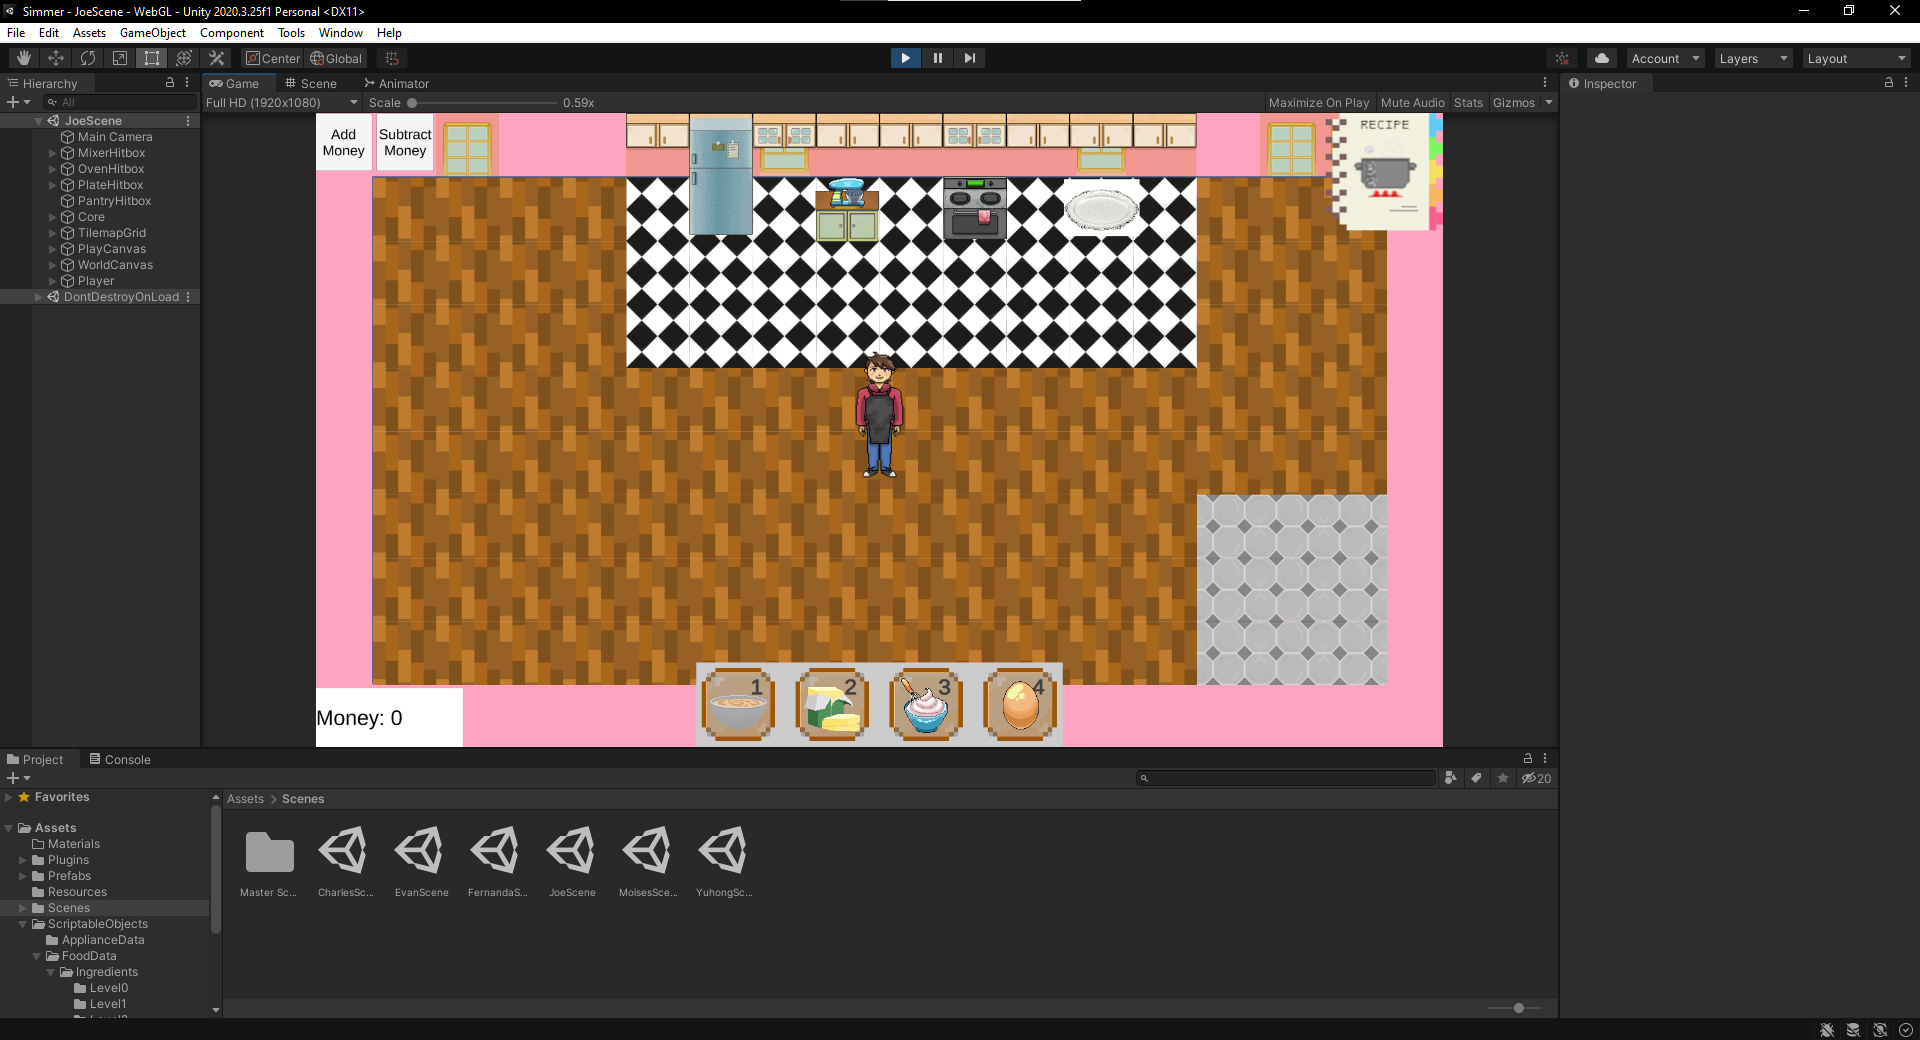 Simmer - JoeScene - WebGL - Unity 2020.3.25f1 Personal <DX11>
File Edit Assets GameObject Component Tools Window Help
Center Global Account Layers Layout
Hierarchy
All
JoeScene
Main Camera
MixerHitbox
OvenHitbox
PlateHitbox
PantryHitbox
Core
TilemapGrid
PlayCanvas
WorldCanvas
Player
DontDestroyOnLoad
Game Scene Animator
Full HD (1920x1080) Scale 0.59x Maximize On Play Mute Audio Stats Gizmos
Add
Money
Subtract
Money
RECIPE
1 2 3 4
Money: 0
Inspector
Project Console
20
Favorites
Assets
Materials
Plugins
Prefabs
Resources
Scenes
ScriptableObjects
ApplianceData
FoodData
Ingredients
Level0
Level1
Assets > Scenes
Master Sc... CharlesSc... EvanScene FernandaS... JoeScene MoisesSce... YuhongSc...